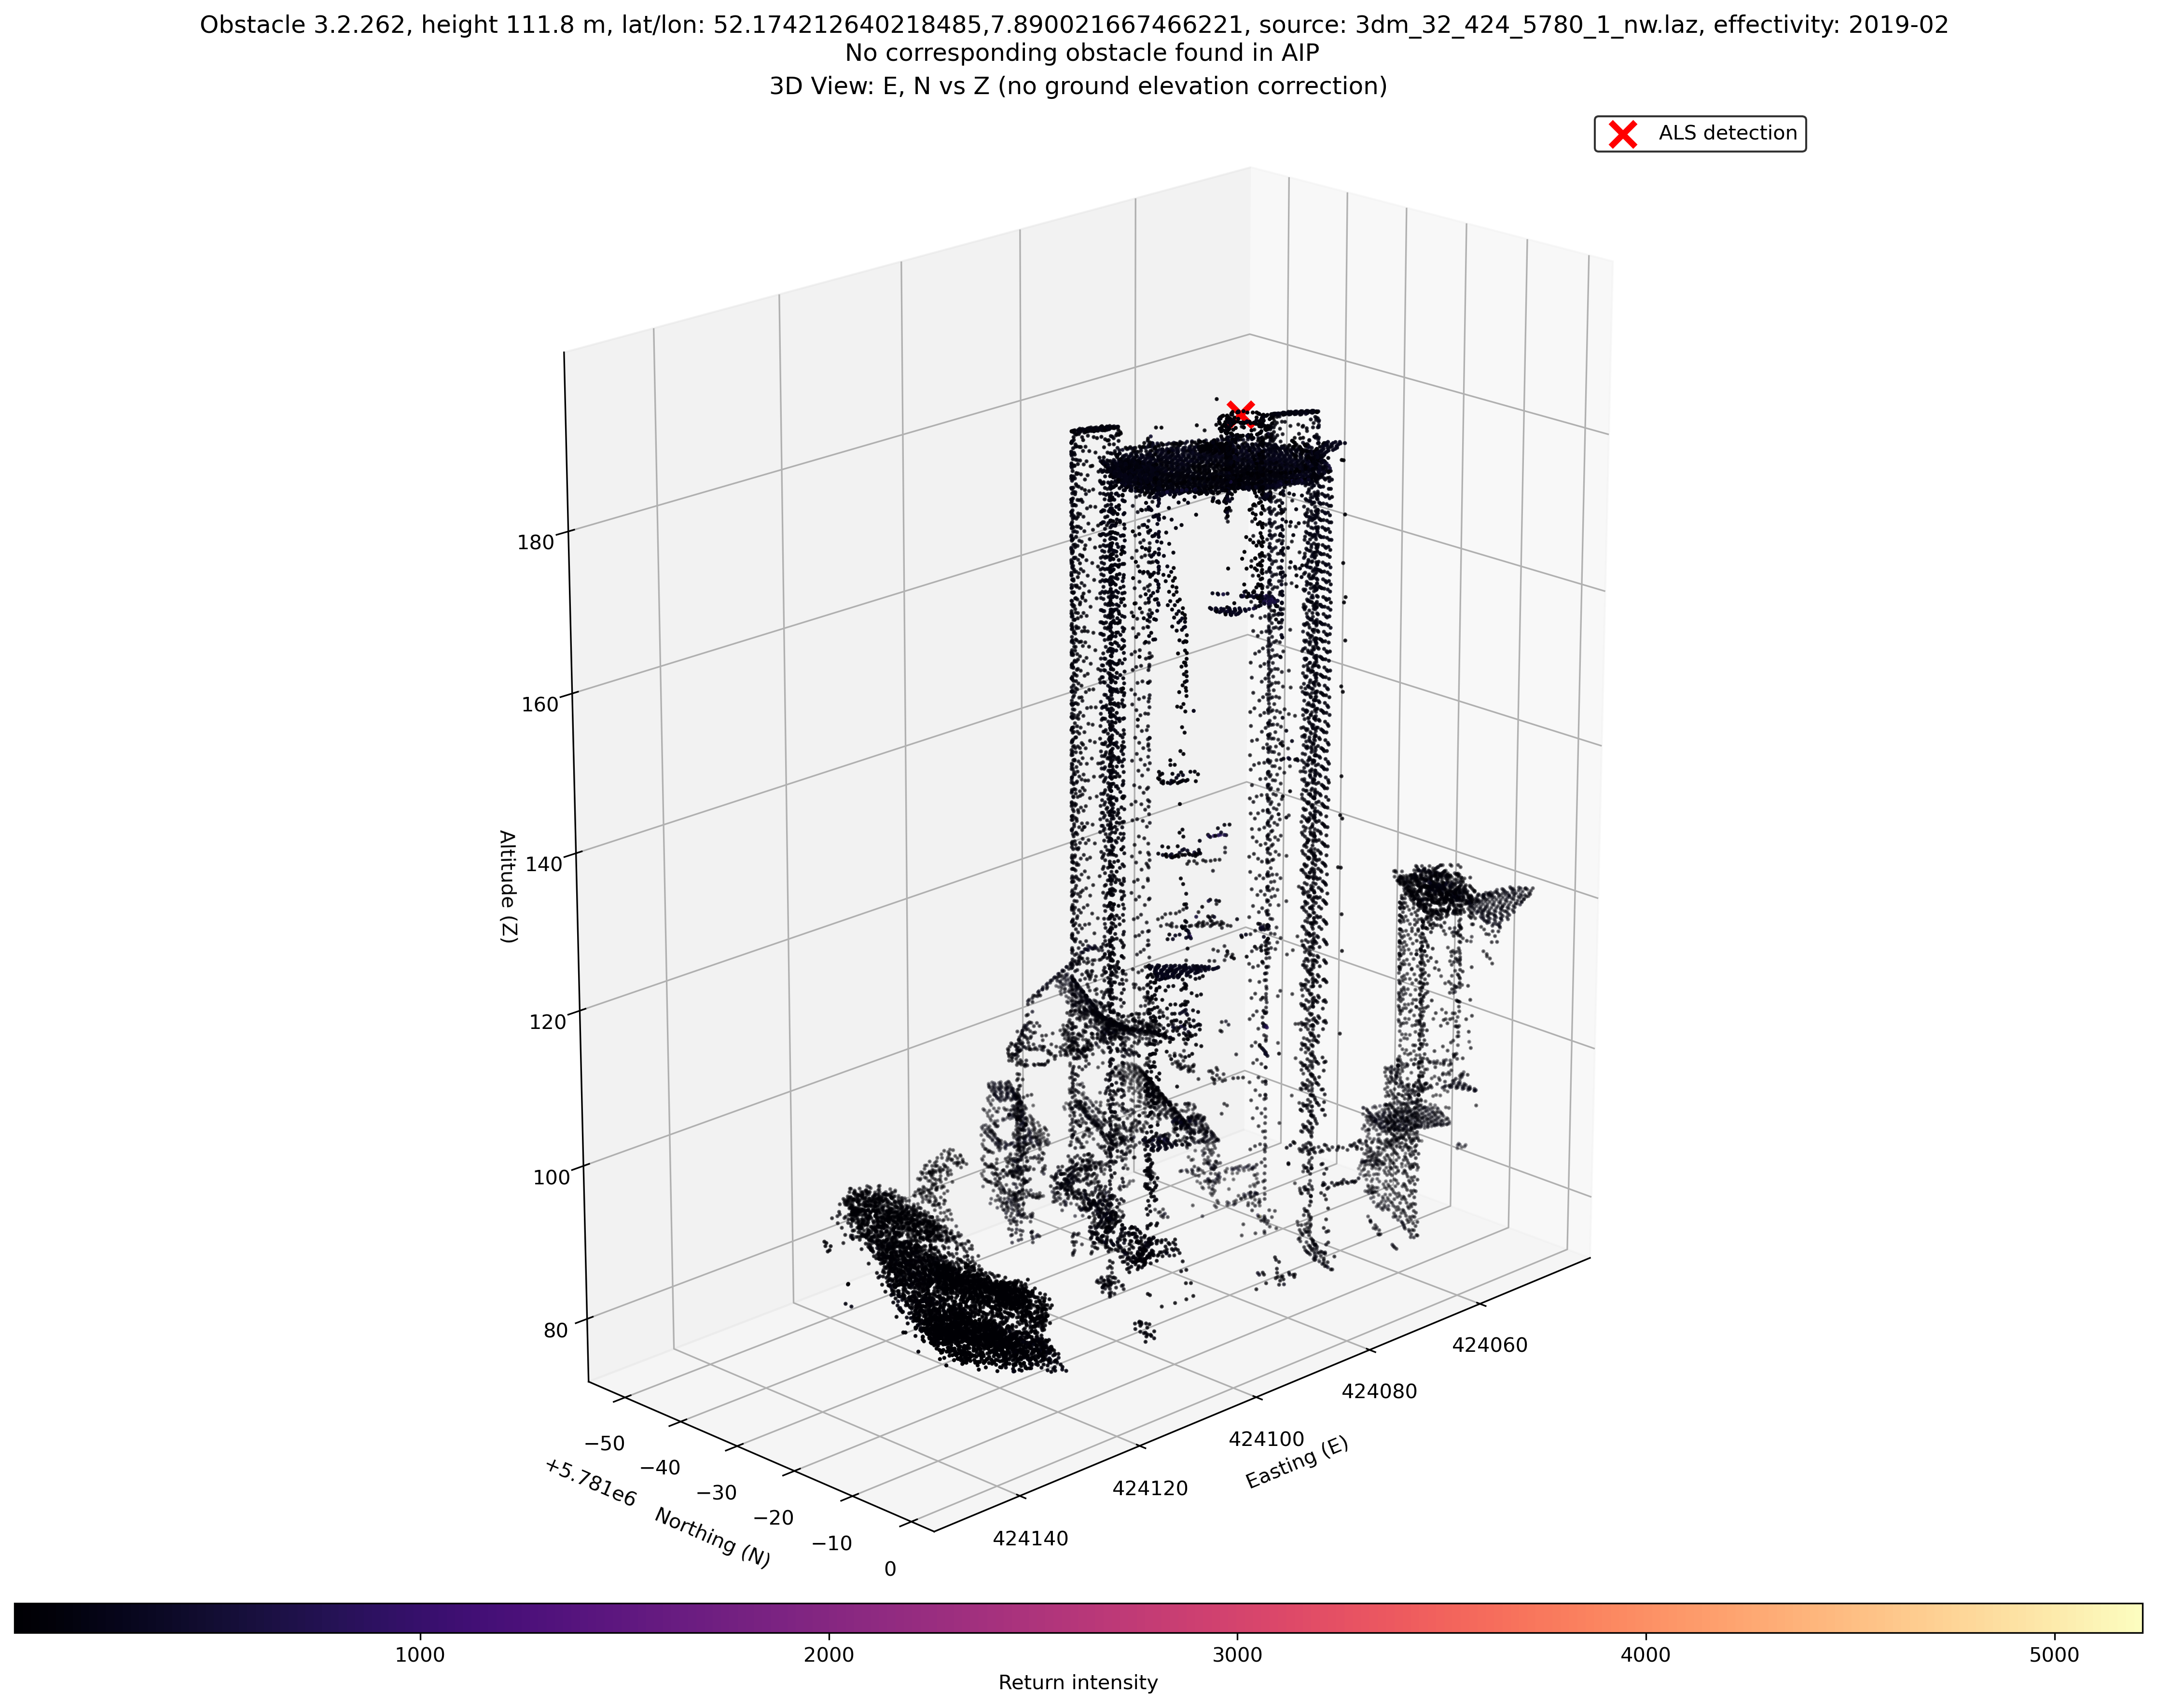 Obstacle 3.2.262, height 111.8 m, lat/lon: 52.174212640218485,7.890021667466221, source: 3dm_32_424_5780_1_nw.laz, effectivity: 2019-02
No corresponding obstacle found in AIP
3D View: E, N vs Z (no ground elevation correction)
ALS detection
180
160
140
120
100
80
Altitude (Z)
−50
−40
−30
−20
−10
0
+5.781e6
Northing (N)
424060
424080
424100
424120
424140
Easting (E)
1000
2000
3000
4000
5000
Return intensity